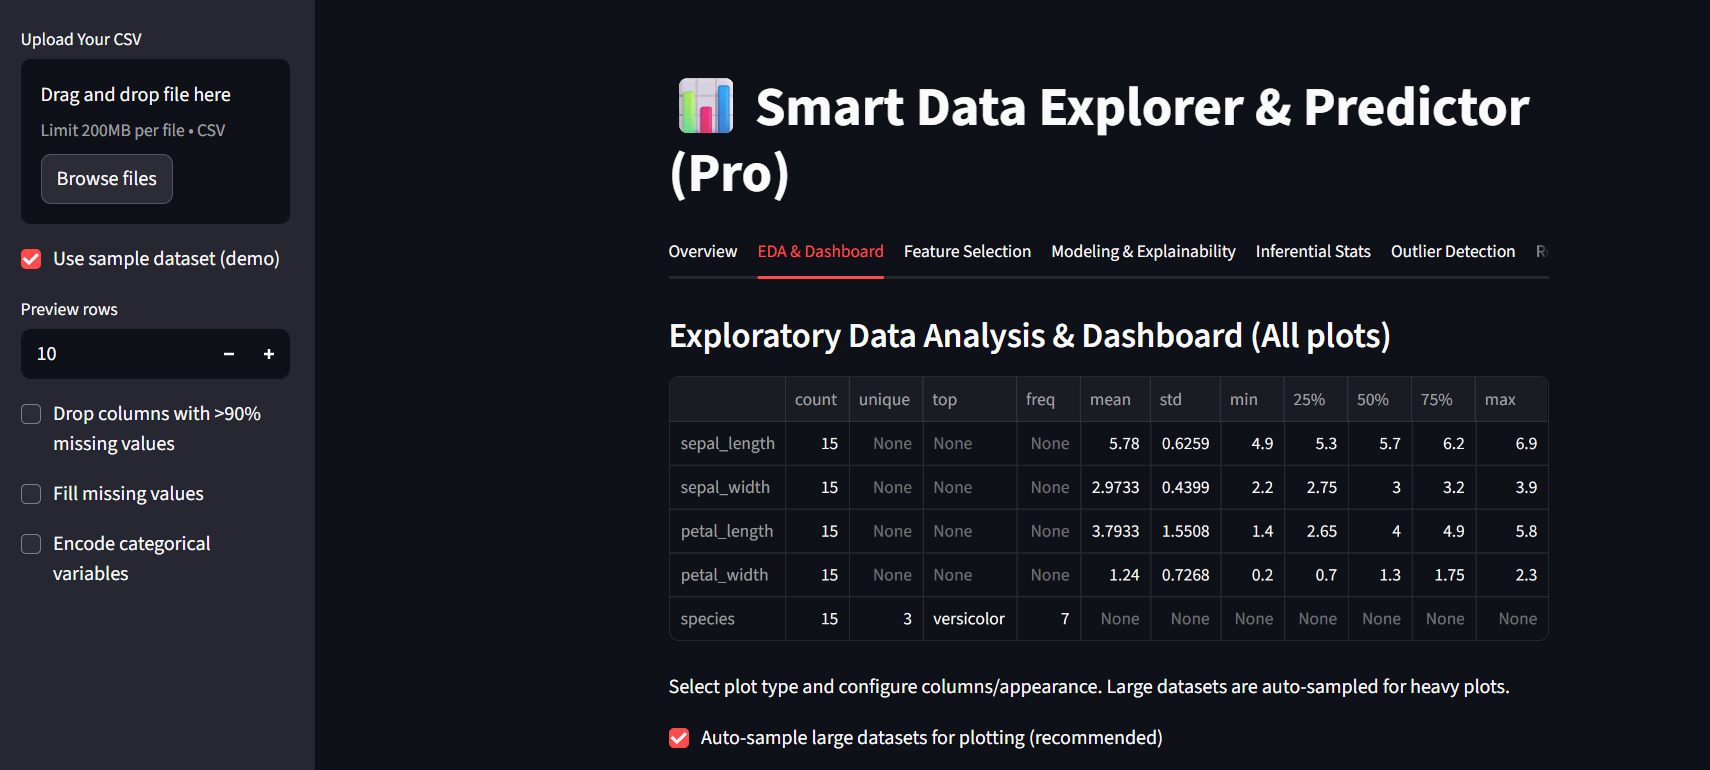 Upload Your CSV
Drag and drop file here
Limit 200MB per file • CSV
Browse files
Use sample dataset (demo)
Preview rows
10 − +
Drop columns with >90%
missing values
Fill missing values
Encode categorical
variables
Smart Data Explorer & Predictor
(Pro)
Overview EDA & Dashboard Feature Selection Modeling & Explainability Inferential Stats Outlier Detection
Exploratory Data Analysis & Dashboard (All plots)
count unique top freq mean std min 25% 50% 75% max
sepal_length 15 None None None 5.78 0.6259 4.9 5.3 5.7 6.2 6.9
sepal_width 15 None None None 2.9733 0.4399 2.2 2.75 3 3.2 3.9
petal_length 15 None None None 3.7933 1.5508 1.4 2.65 4 4.9 5.8
petal_width 15 None None None 1.24 0.7268 0.2 0.7 1.3 1.75 2.3
species 15 3 versicolor 7 None None None None None None None
Select plot type and configure columns/appearance. Large datasets are auto-sampled for heavy plots.
Auto-sample large datasets for plotting (recommended)